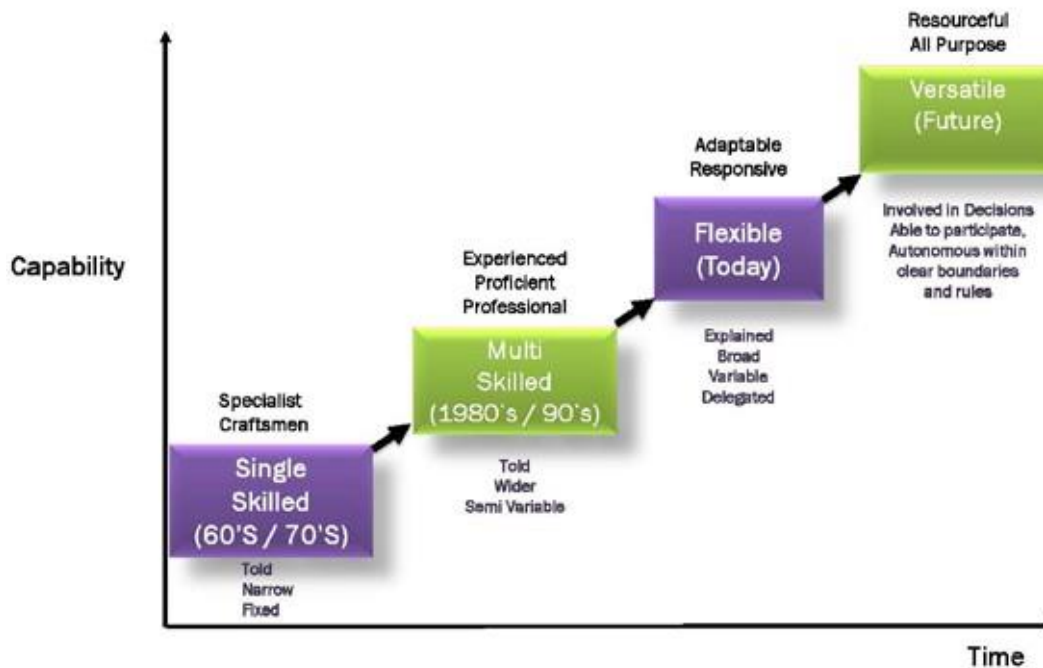 Resourceful
All Purpose
Versatile
(Future)
Adaptable
Responsive
Involved in Decisions
Able to participate,
Autonomous within
clear boundaries
and rules
Flexible
(Today)
Capability
Experienced
Proficient
Professional
Explained
Broad
Variable
Delegated
Multi
Skilled
(1980's / 90's)
Specialist
Craftsmen
Told
Wider
Semi Variable
Single
Skilled
(60'S / 70'S)
Told
Narrow
Fixed
Time